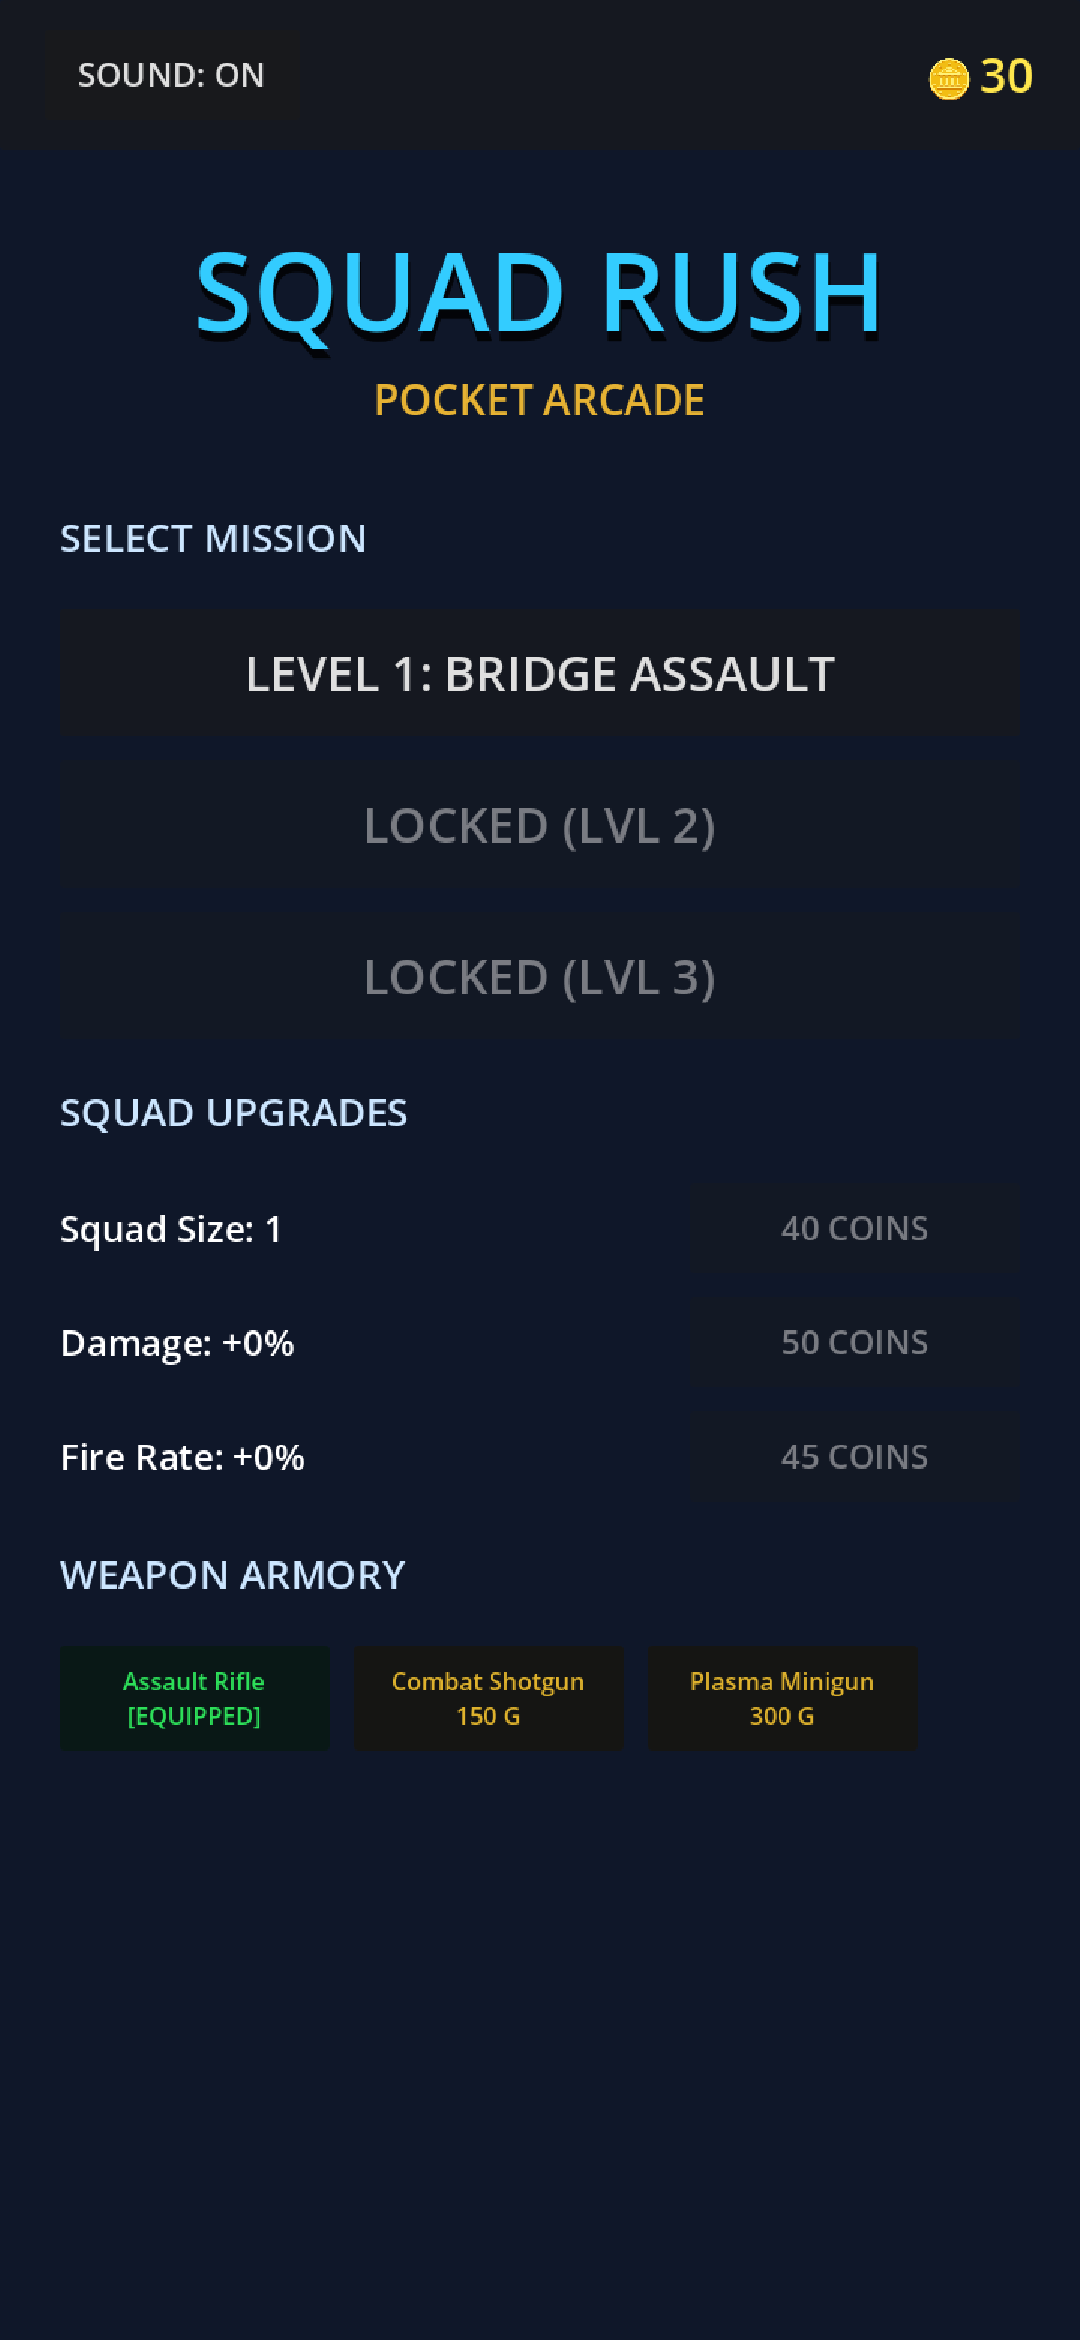 SOUND: ON
30
SQUAD RUSH
POCKET ARCADE
SELECT MISSION
LEVEL 1: BRIDGE ASSAULT
LOCKED (LVL 2)
LOCKED (LVL 3)
SQUAD UPGRADES
Squad Size: 1
40 COINS
Damage: +0%
50 COINS
Fire Rate: +0%
45 COINS
WEAPON ARMORY
Assault Rifle
[EQUIPPED]
Combat Shotgun
150 G
Plasma Minigun
300 G